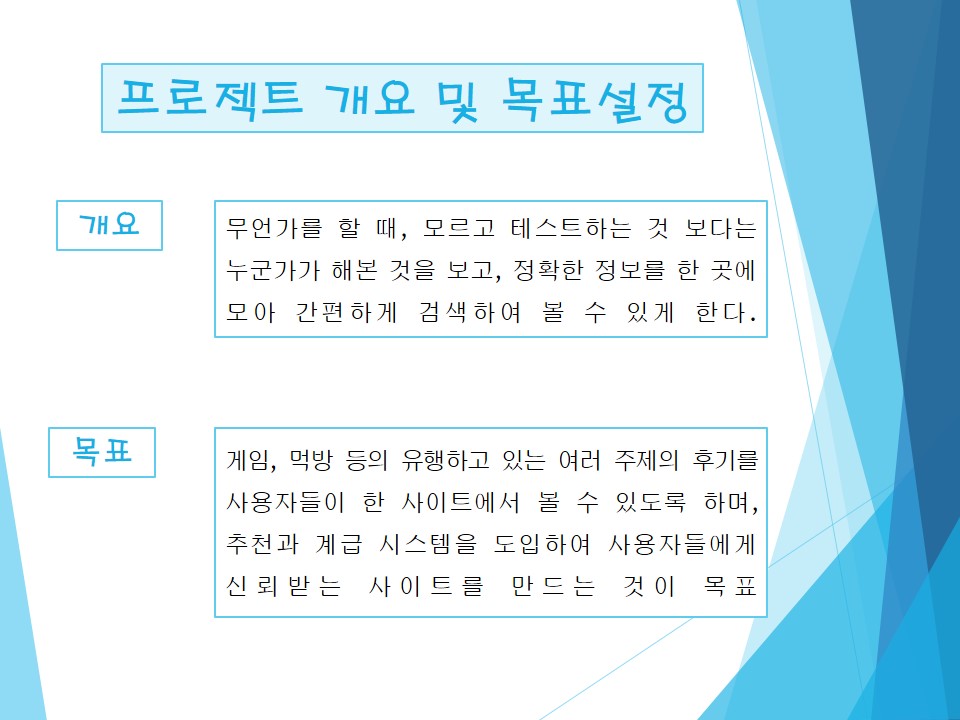 프로젝트 개요 및 목표설정
개요
무언가를 할 때, 모르고 테스트하는 것 보다는
누군가가 해본 것을 보고, 정확한 정보를 한 곳에
모아 간편하게 검색하여 볼 수 있게 한다.
목표
게임, 먹방 등의 유행하고 있는 여러 주제의 후기를
사용자들이 한 사이트에서 볼 수 있도록 하며,
추천과 계급 시스템을 도입하여 사용자들에게
신뢰받는 사이트를 만드는 것이 목표